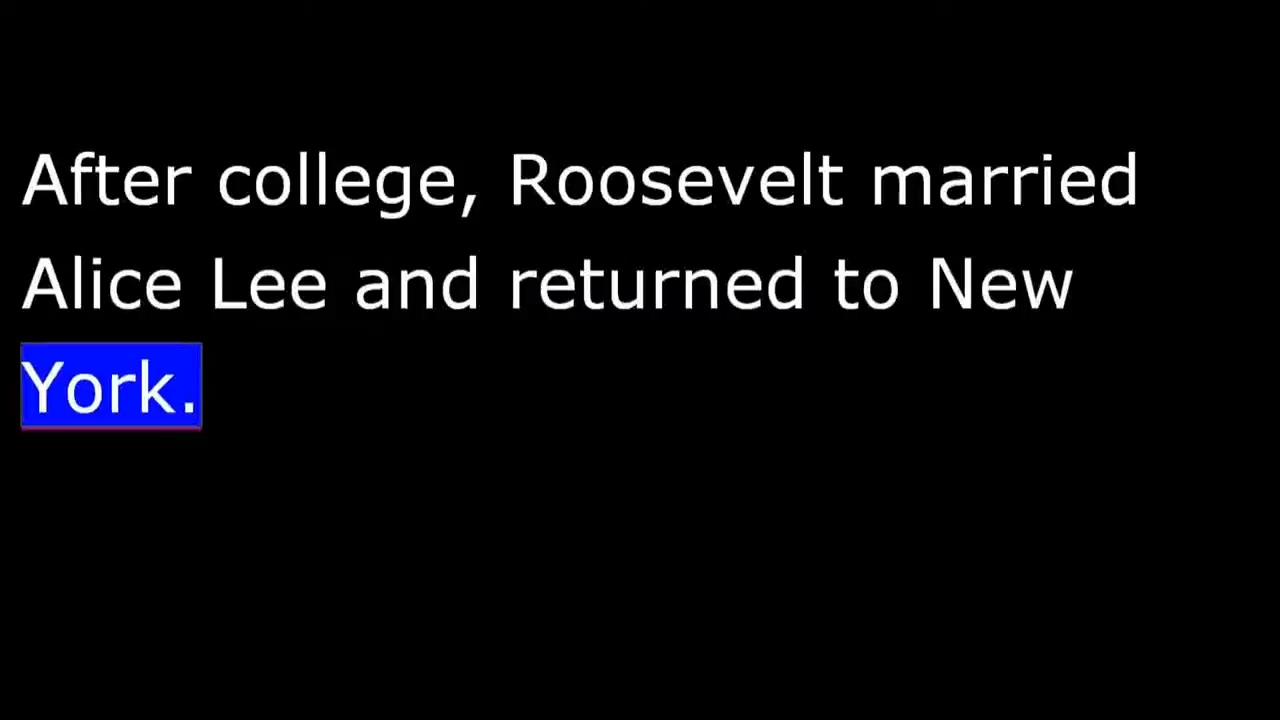 After college, Roosevelt married
Alice Lee and returned to New
York.